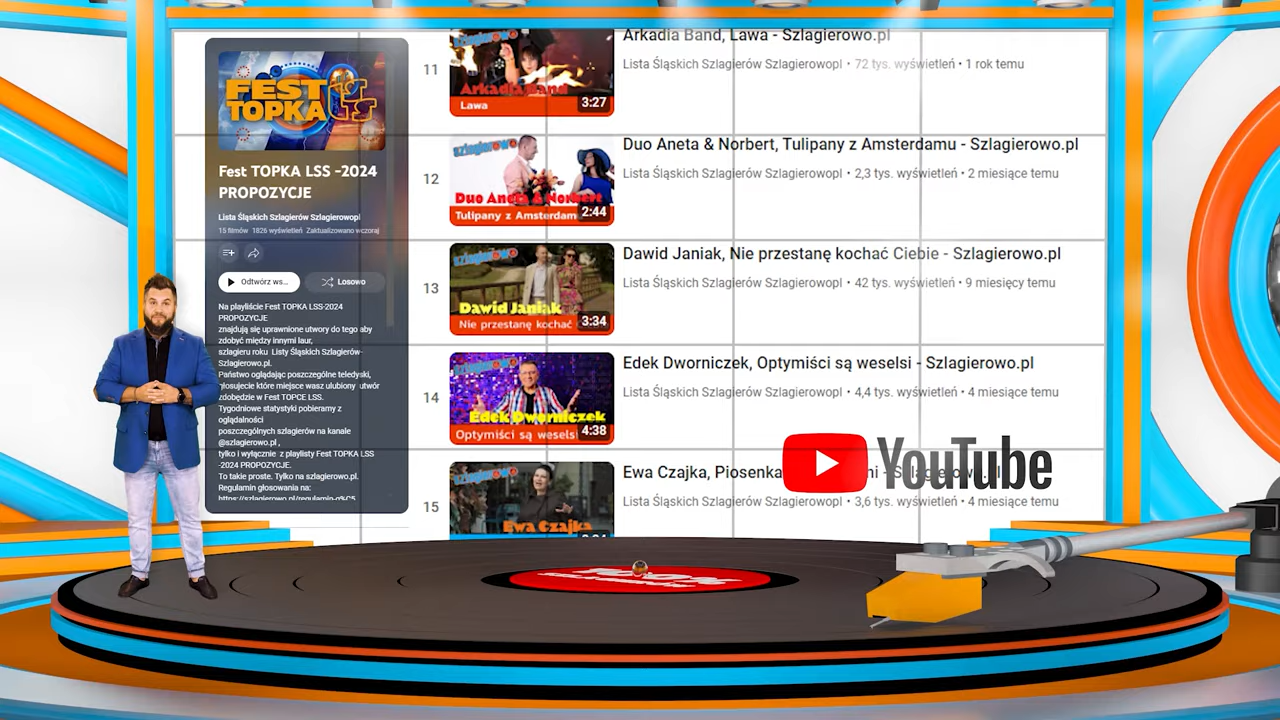 FEST
TOPKA LSS
Fest TOPKA LSS -2024
PROPOZYCJE
Lista Śląskich Szlagierów Szlagierowopl
15 filmów 1826 wyświetleń Zaktualizowano wczoraj
Odtwórz ws...
Losowo
Na playliście Fest TOPKA LSS-2024
PROPOZYCJE
znajdują się uprawnione utwory do tego aby
zdobyć między innymi laur,
szlagieru roku Listy Śląskich Szlagierów-
Szlagierowo.pl.
Państwo oglądając poszczególne teledyski,
głosujecie które miejsce wasz ulubiony utwór
zdobędzie w Fest TOPCE LSS.
Tygodniowe statystyki pobieramy z
oglądalności
poszczególnych szlagierów na kanale
@szlagierowo.pl ,
tylko i wyłącznie z playlisty Fest TOPKA LSS
-2024 PROPOZYCJE.
To takie proste. Tylko na szlagierowo.pl.
Regulamin głosowania na:
11
szlagierowo
Arkadia Band
Lawa
3:27
Arkadia Band, Lawa - Szlagierowo.pl
Lista Śląskich Szlagierów Szlagierowopl • 72 tys. wyświetleń • 1 rok temu
12
szlagierowo
Duo Aneta & Norbert
Tulipany z Amsterdam
2:44
Duo Aneta & Norbert, Tulipany z Amsterdamu - Szlagierowo.pl
Lista Śląskich Szlagierów Szlagierowopl • 2,3 tys. wyświetleń • 2 miesiące temu
13
szlagierowo
Dawid Janiak
Nie przestanę kochać
3:34
Dawid Janiak, Nie przestanę kochać Ciebie - Szlagierowo.pl
Lista Śląskich Szlagierów Szlagierowopl • 42 tys. wyświetleń • 9 miesięcy temu
14
szlagierowo
Edek Dworniczek
Optymiści są wesels
4:38
Edek Dworniczek, Optymiści są weselsi - Szlagierowo.pl
Lista Śląskich Szlagierów Szlagierowopl • 4,4 tys. wyświetleń • 4 miesiące temu
15
szlagierowo
Ewa Czajka
Ewa Czajka, Piosenka
Lista Śląskich Szlagierów Szlagierowopl • 3,6 tys. wyświetleń • 4 miesiące temu
YouTube